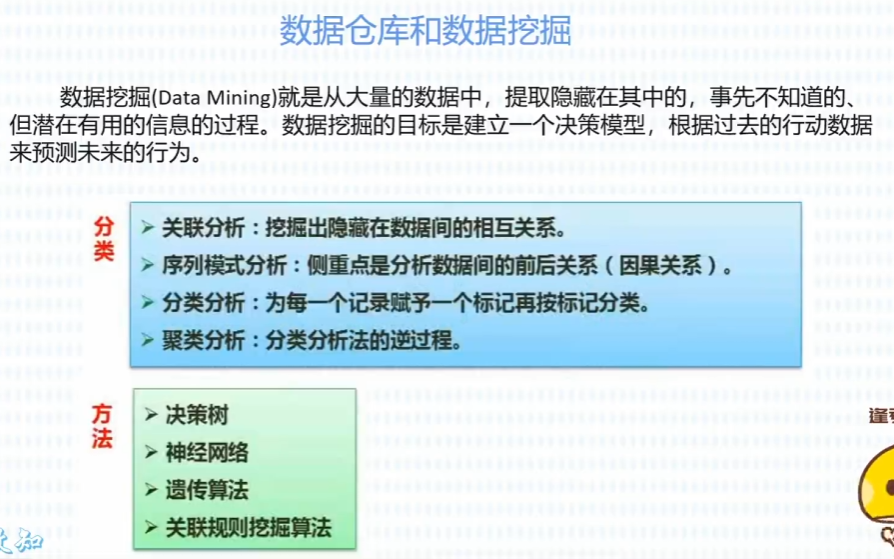 数据仓库和数据挖掘
数据挖掘(Data Mining)就是从大量的数据中，提取隐藏在其中的，事先不知道的、
但潜在有用的信息的过程。数据挖掘的目标是建立一个决策模型，根据过去的行动数据
来预测未来的行为。
分类
➢ 关联分析：挖掘出隐藏在数据间的相互关系。
➢ 序列模式分析：侧重点是分析数据间的前后关系（因果关系）。
➢ 分类分析：为每一个记录赋予一个标记再按标记分类。
➢ 聚类分析：分类分析法的逆过程。
方法
➢ 决策树
➢ 神经网络
➢ 遗传算法
➢ 关联规则挖掘算法